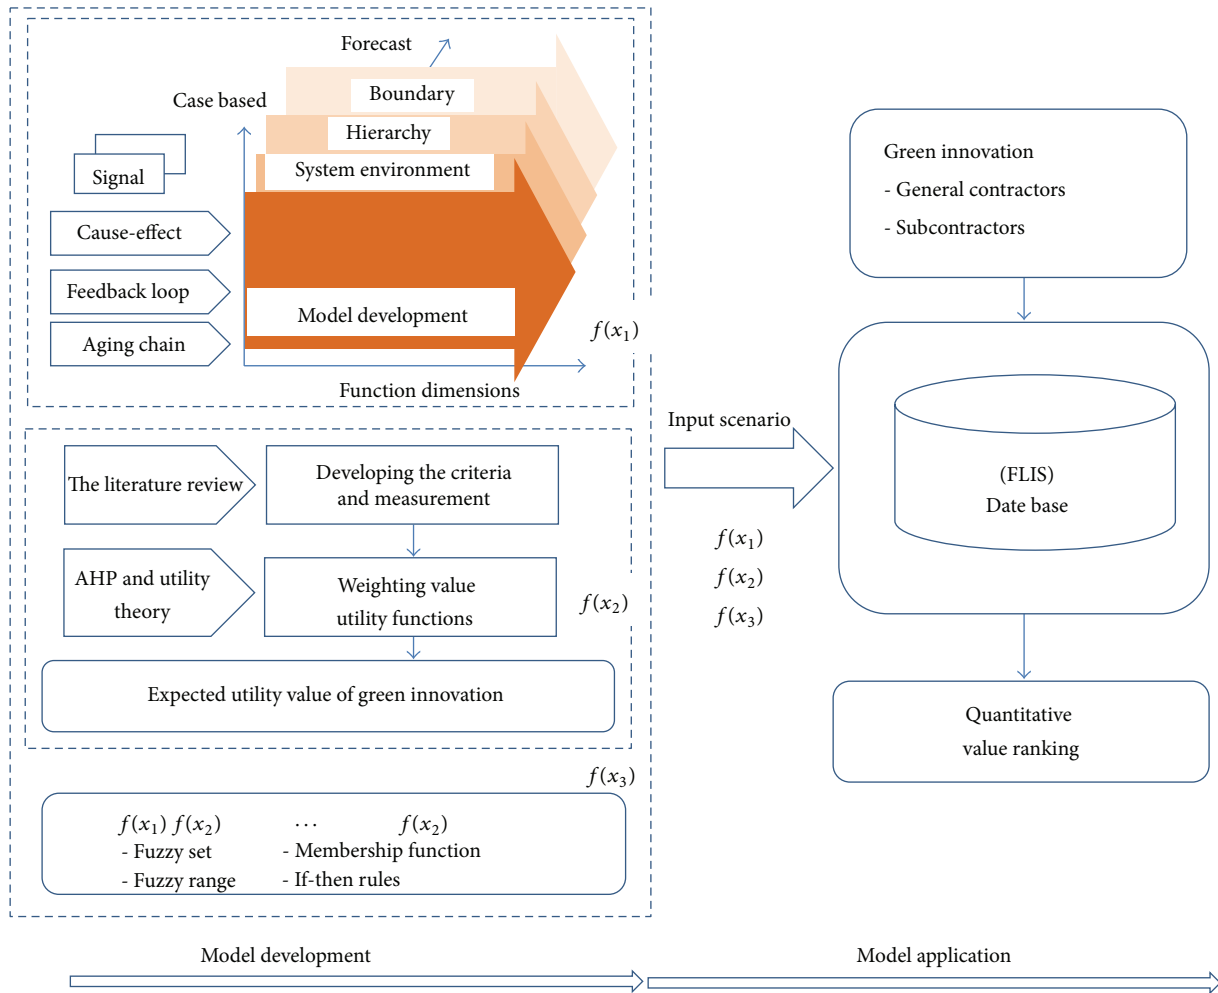 Forecast
Case based
Boundary
Hierarchy
System environment
Signal
Cause-effect
Feedback loop
Aging chain
Model development
f(x₁)
Function dimensions
The literature review
Developing the criteria
and measurement
AHP and utility
theory
Weighting value
utility functions
f(x₂)
Expected utility value of green innovation
f(x₃)
f(x₁) f(x₂) ··· f(x₂)
- Fuzzy set - Membership function
- Fuzzy range - If-then rules
Input scenario
f(x₁)
f(x₂)
f(x₃)
Green innovation
- General contractors
- Subcontractors
(FLIS)
Date base
Quantitative
value ranking
Model development
Model application